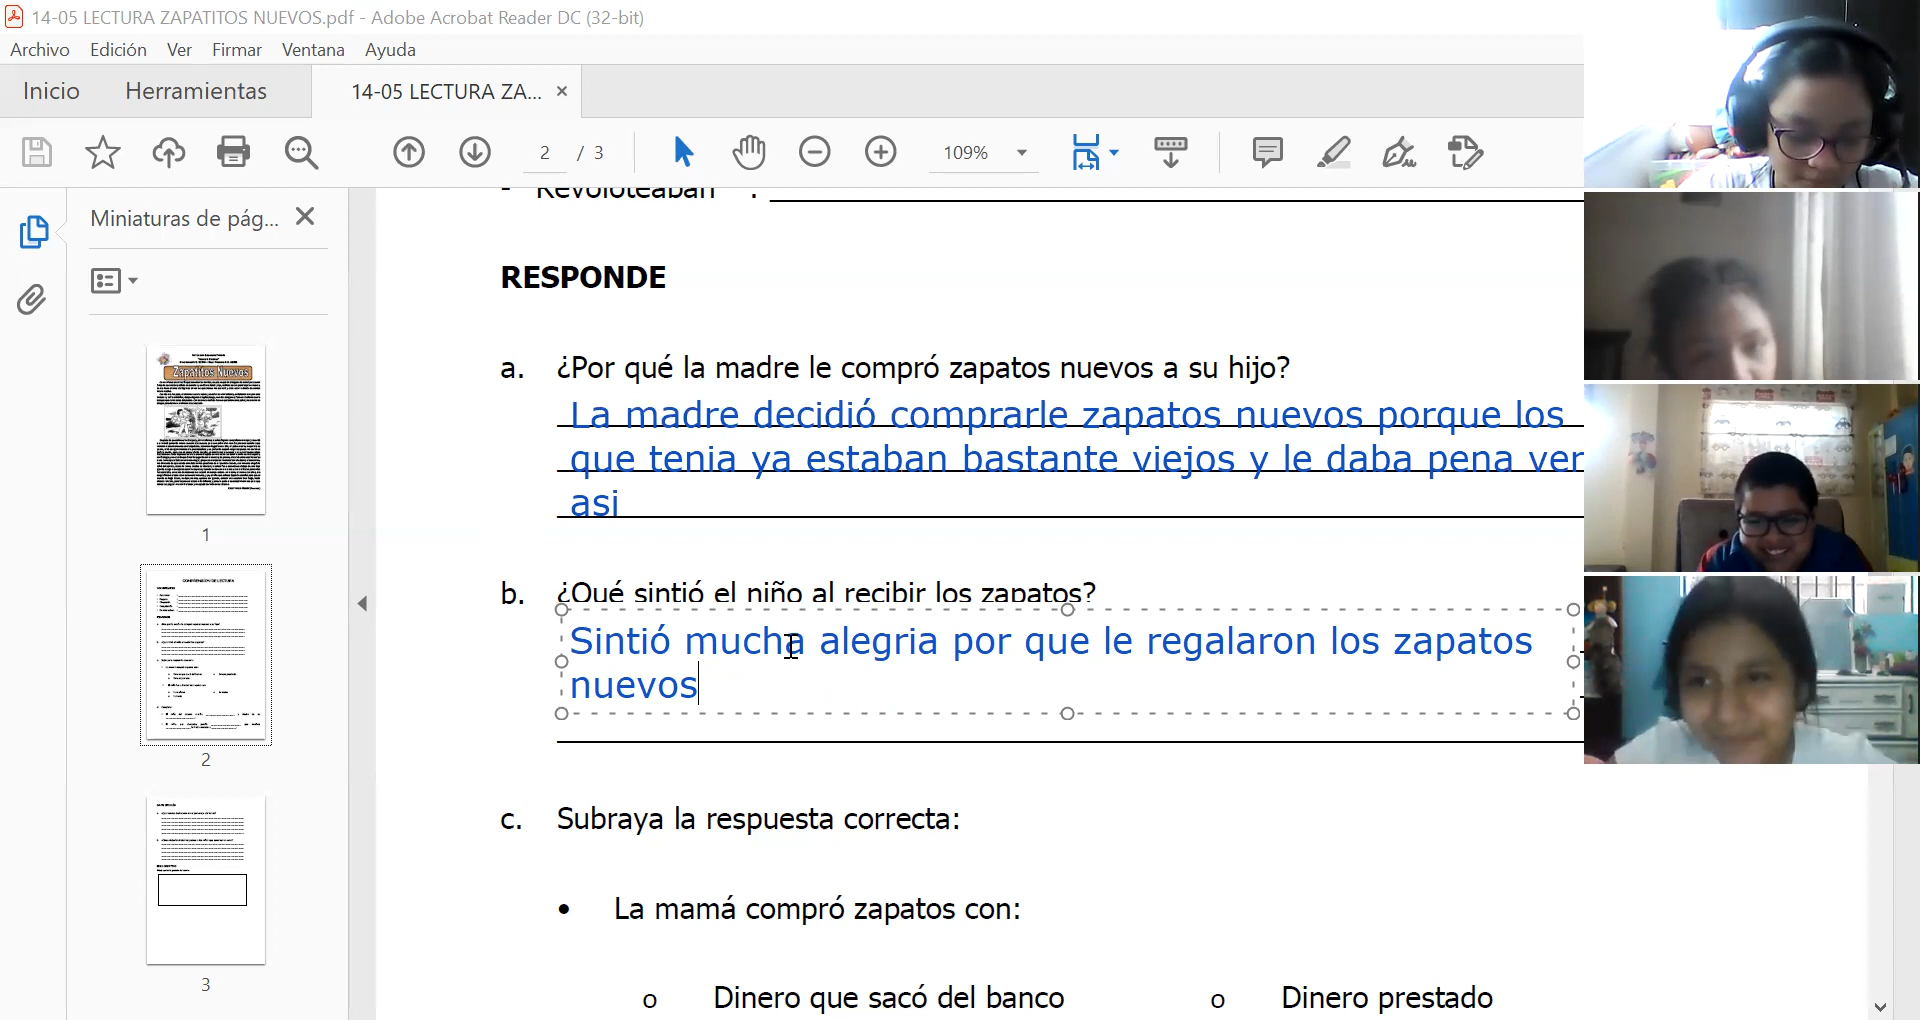 14-05 LECTURA ZAPATITOS NUEVOS.pdf - Adobe Acrobat Reader DC (32-bit)
Archivo Edición Ver Firmar Ventana Ayuda
Inicio Herramientas 14-05 LECTURA ZA... ×
2 / 3 109%
Miniaturas de pág...
- Revoloteaban :
RESPONDE
a. ¿Por qué la madre le compró zapatos nuevos a su hijo?
La madre decidió comprarle zapatos nuevos porque los
que tenia ya estaban bastante viejos y le daba pena ver
asi
b. ¿Qué sintió el niño al recibir los zapatos?
Sintió mucha alegria por que le regalaron los zapatos
nuevos
c. Subraya la respuesta correcta:
• La mamá compró zapatos con:
o Dinero que sacó del banco o Dinero prestado
Zapatitos Nuevos
1
2
3